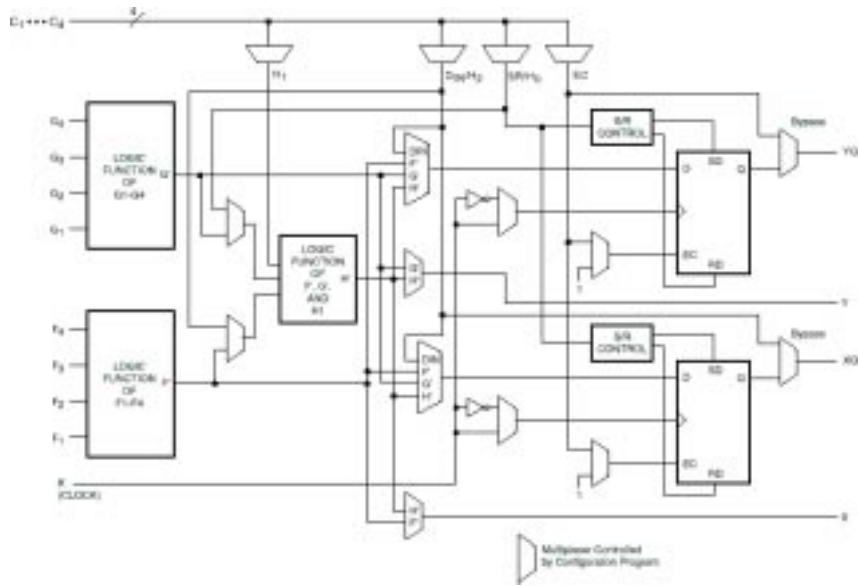 C1 ••• C4
4
H1
DIN/H2
SR/H0
EC
G4
G3
G2
G1
LOGIC
FUNCTION
OF
G1-G4
G'
LOGIC
FUNCTION
OF
F', G',
AND
H1
H'
DIN
F'
G'
H'
S/R
CONTROL
SD
D
Q
EC
RD
1
Bypass
YQ
G'
H'
Y
F4
F3
F2
F1
LOGIC
FUNCTION
OF
F1-F4
F'
DIN
F'
G'
H'
S/R
CONTROL
SD
D
Q
EC
RD
1
Bypass
XQ
K
(CLOCK)
H'
F'
X
Multiplexer Controlled
by Configuration Program